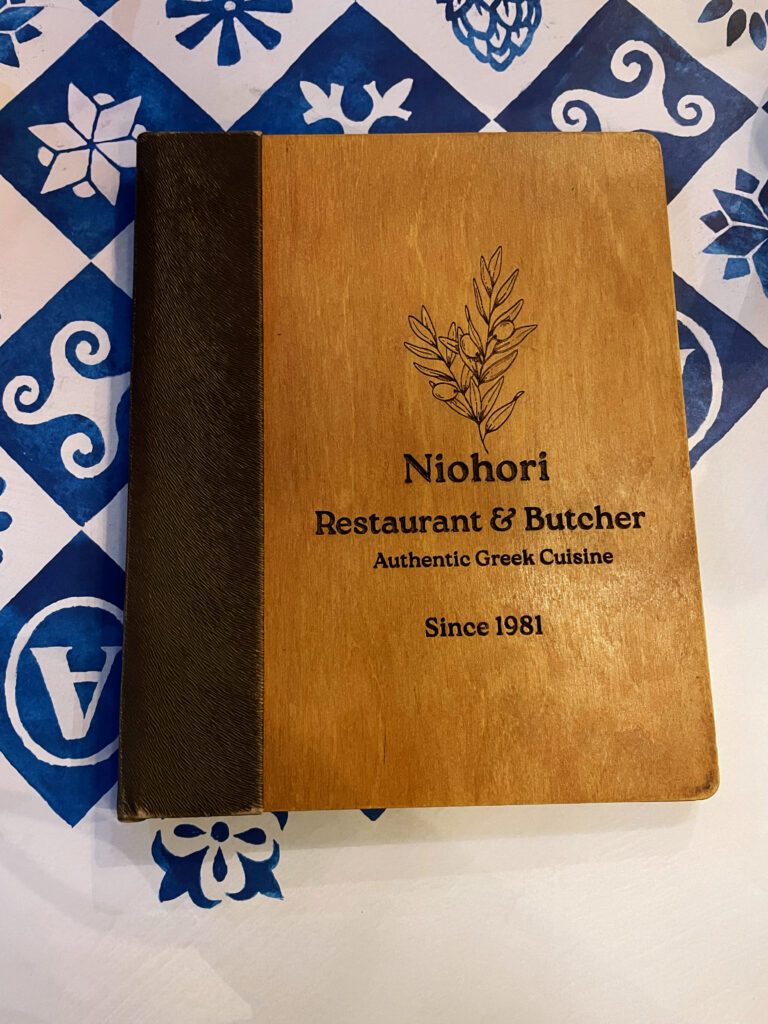 Niohori
Restaurant & Butcher
Authentic Greek Cuisine
Since 1981
A